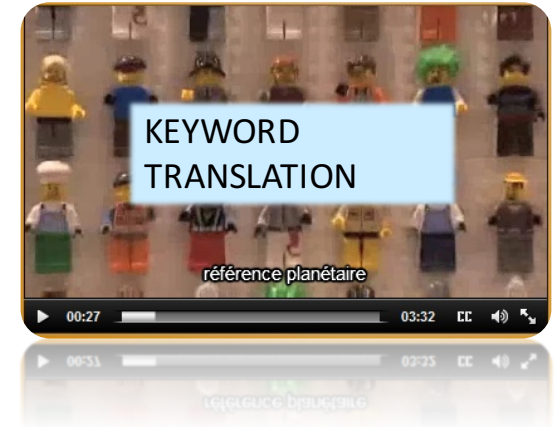 KEYWORD
TRANSLATION
référence planétaire
00:27
03:32
CC